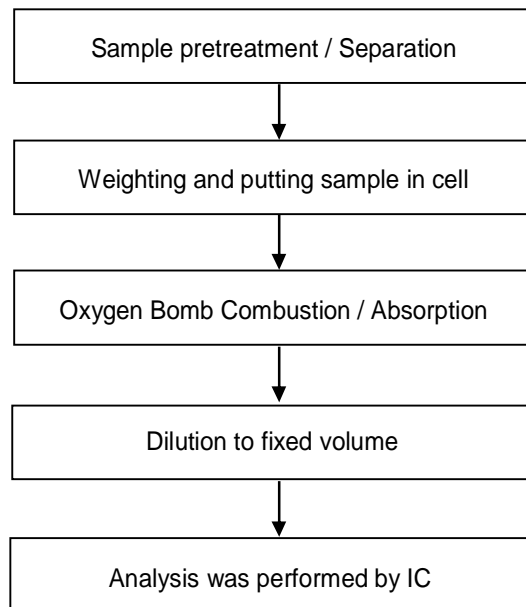 Sample pretreatment / Separation
Weighting and putting sample in cell
Oxygen Bomb Combustion / Absorption
Dilution to fixed volume
Analysis was performed by IC